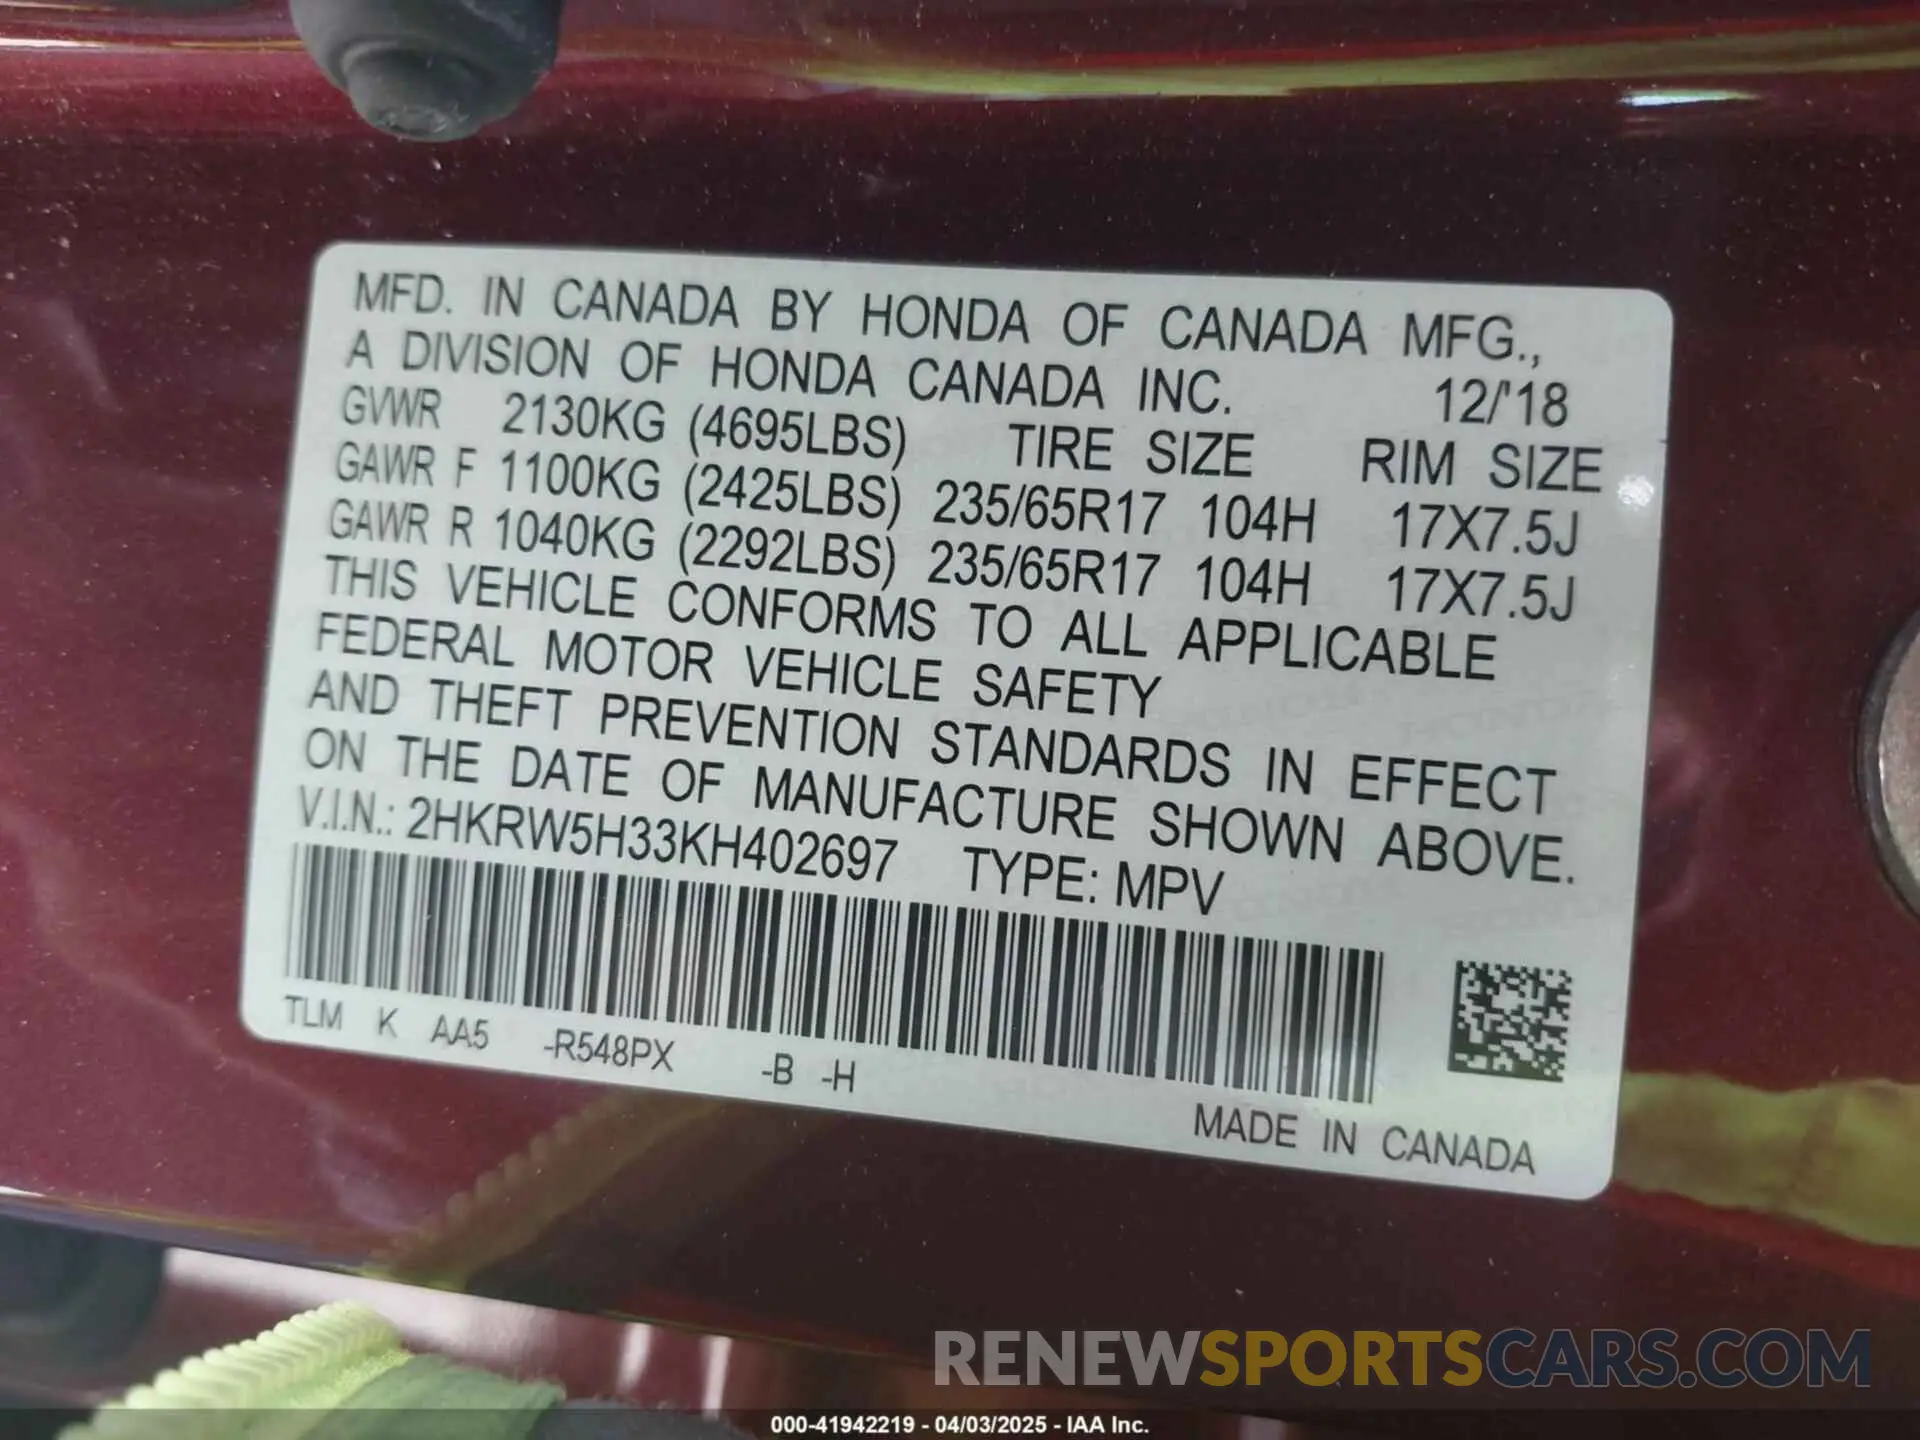 MFD. IN CANADA BY HONDA OF CANADA MFG.,
A DIVISION OF HONDA CANADA INC. 12/'18
GVWR 2130KG (4695LBS) TIRE SIZE RIM SIZE
GAWR F 1100KG (2425LBS) 235/65R17 104H 17X7.5J
GAWR R 1040KG (2292LBS) 235/65R17 104H 17X7.5J
THIS VEHICLE CONFORMS TO ALL APPLICABLE
FEDERAL MOTOR VEHICLE SAFETY
AND THEFT PREVENTION STANDARDS IN EFFECT
ON THE DATE OF MANUFACTURE SHOWN ABOVE.
V.I.N.: 2HKRW5H33KH402697 TYPE: MPV
TLM K AA5 -R548PX -B -H
MADE IN CANADA
RENEWSPORTSCARS.COM
000-41942219 - 04/03/2025 - IAA Inc.